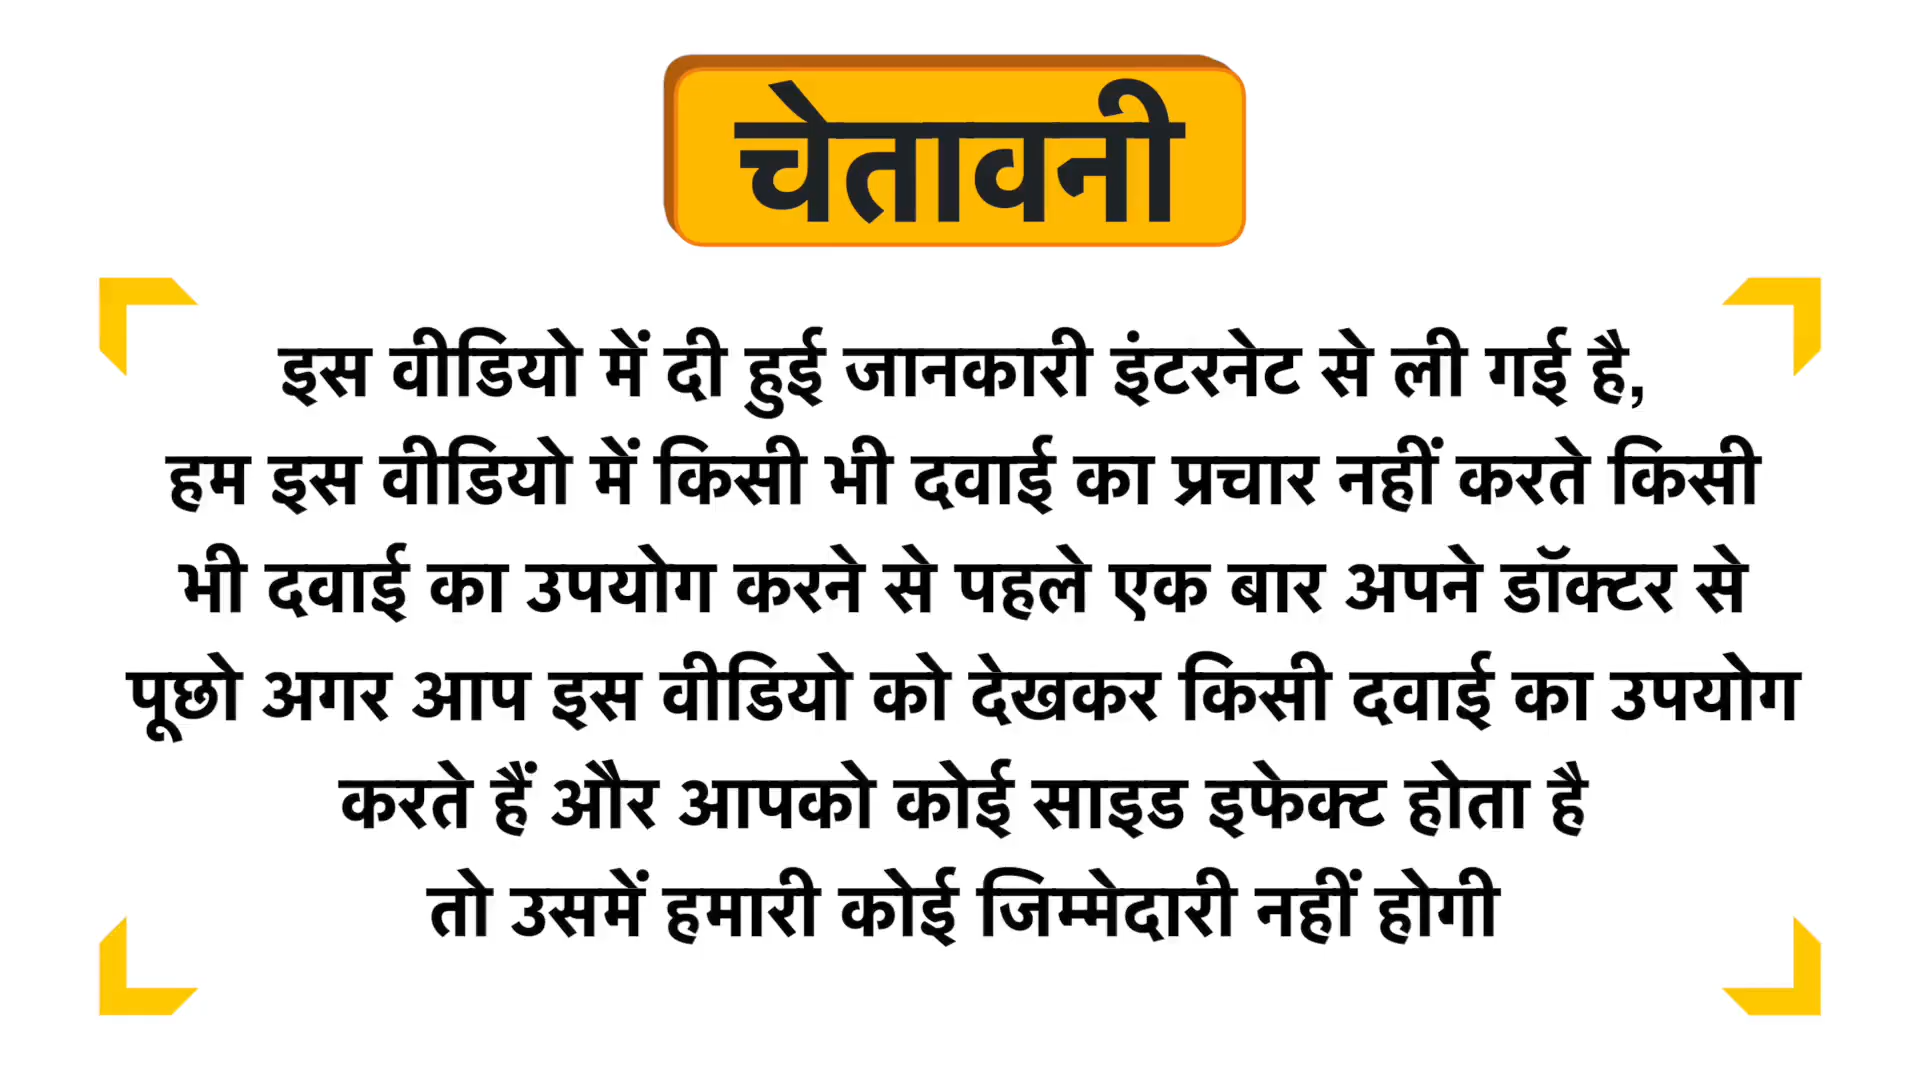 चेतावनी
इस वीडियो में दी हुई जानकारी इंटरनेट से ली गई है,
हम इस वीडियो में किसी भी दवाई का प्रचार नहीं करते किसी
भी दवाई का उपयोग करने से पहले एक बार अपने डॉक्टर से
पूछो अगर आप इस वीडियो को देखकर किसी दवाई का उपयोग
करते हैं और आपको कोई साइड इफेक्ट होता है
तो उसमें हमारी कोई जिम्मेदारी नहीं होगी